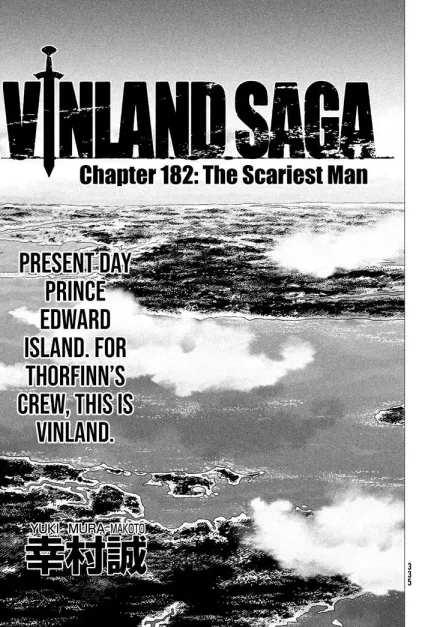 VINLAND SAGA
Chapter 182: The Scariest Man
PRESENT DAY
PRINCE
EDWARD
ISLAND. FOR
THORFINN'S
CREW, THIS IS
VINLAND.
YUKI MURA MAKOTO
幸村誠
335